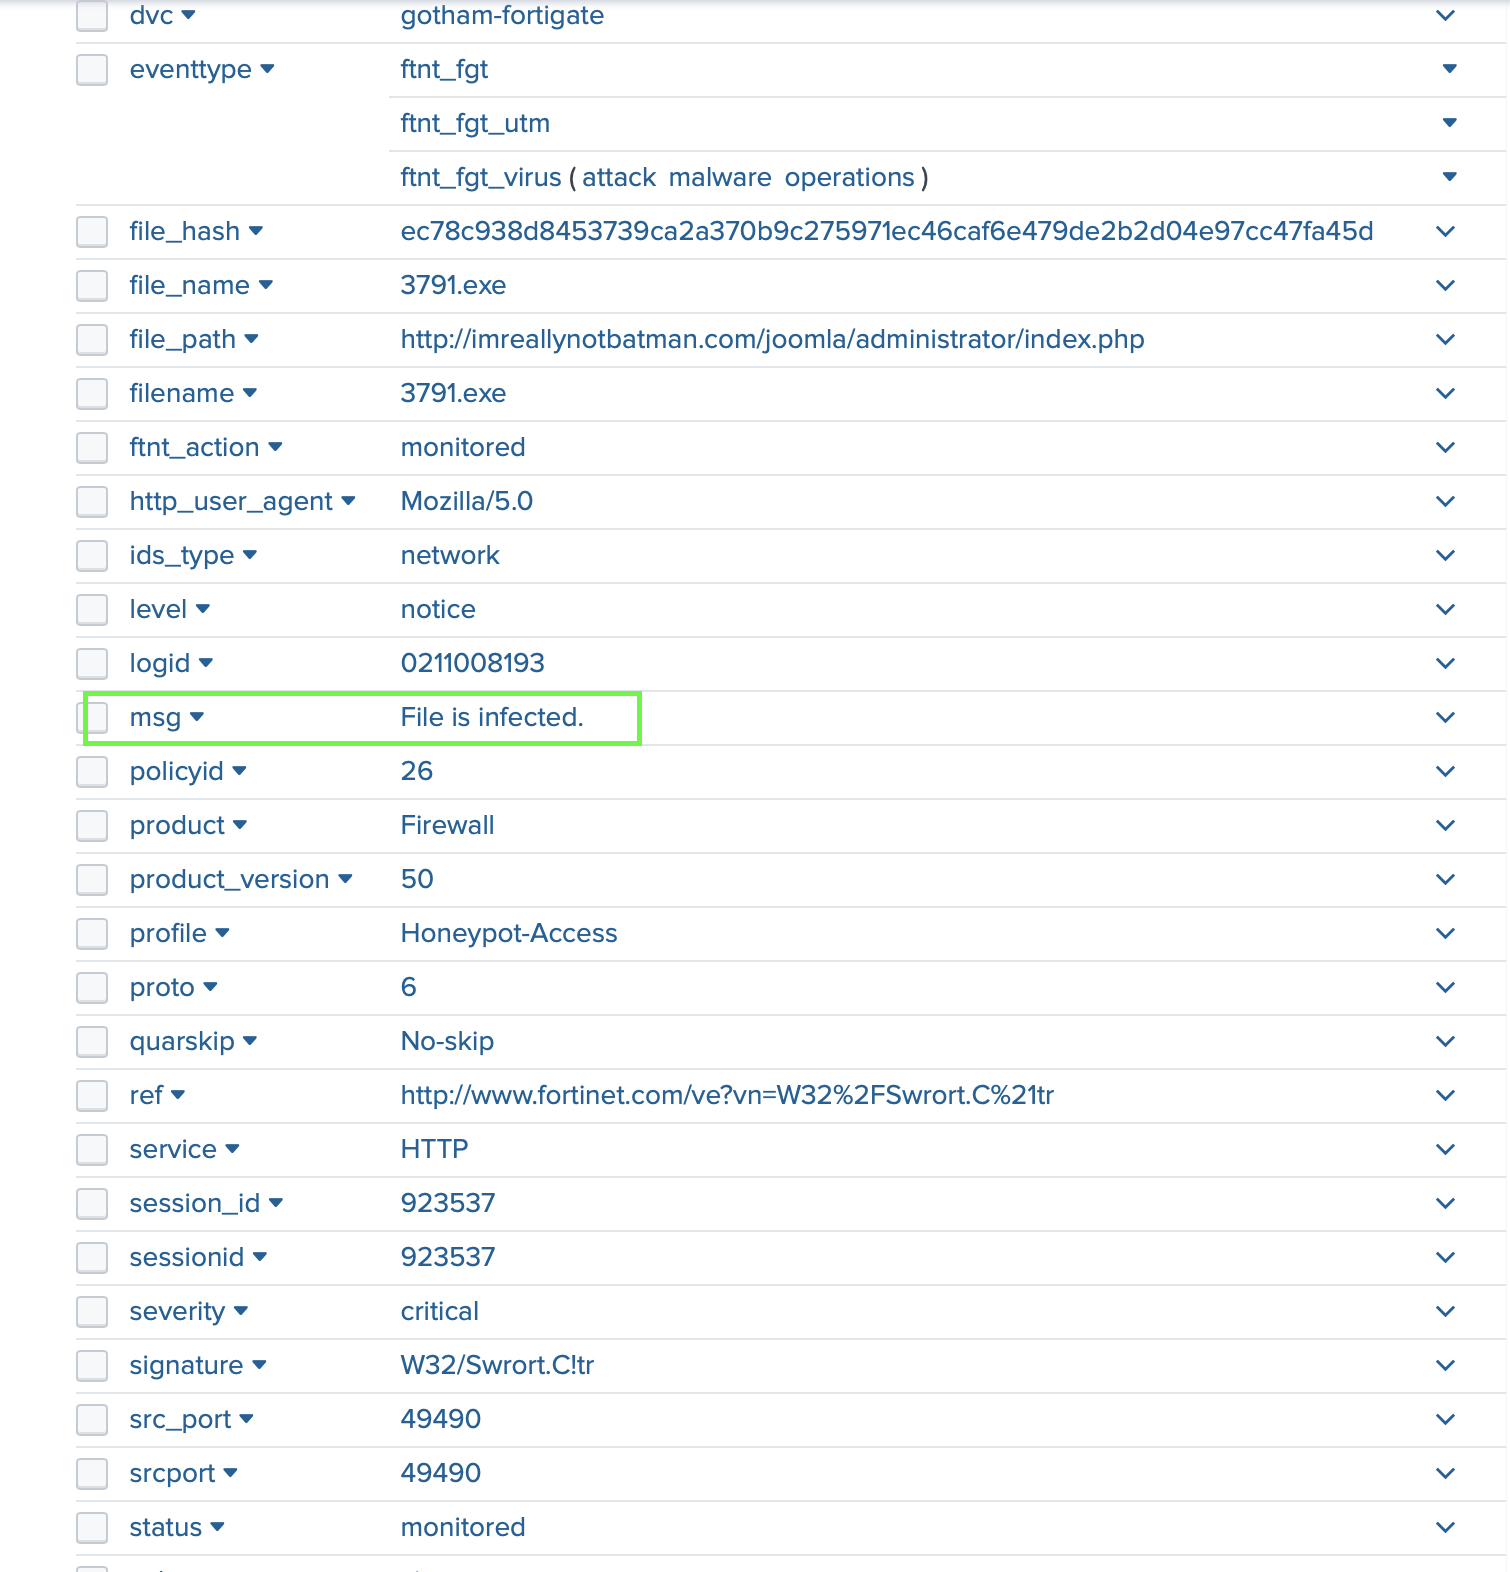 dvc gotham-fortigate
eventtype ftnt_fgt
ftnt_fgt_utm
ftnt_fgt_virus ( attack malware operations )
file_hash ec78c938d8453739ca2a370b9c275971ec46caf6e479de2b2d04e97cc47fa45d
file_name 3791.exe
file_path http://imreallynotbatman.com/joomla/administrator/index.php
filename 3791.exe
ftnt_action monitored
http_user_agent Mozilla/5.0
ids_type network
level notice
logid 0211008193
msg File is infected.
policyid 26
product Firewall
product_version 50
profile Honeypot-Access
proto 6
quarskip No-skip
ref http://www.fortinet.com/ve?vn=W32%2FSwrort.C%21tr
service HTTP
session_id 923537
sessionid 923537
severity critical
signature W32/Swrort.C!tr
src_port 49490
srcport 49490
status monitored